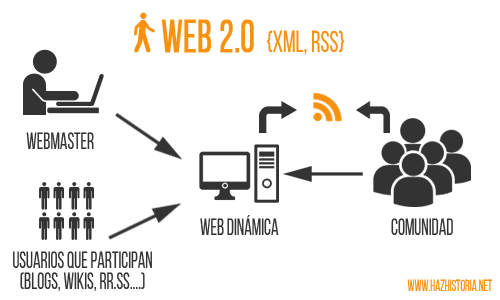 WEB 2.0 {XML, RSS}
WEBMASTER
WEB DINÁMICA
COMUNIDAD
USUARIOS QUE PARTICIPAN
(BLOGS, WIKIS, RR.SS....)
WWW.HAZHISTORIA.NET